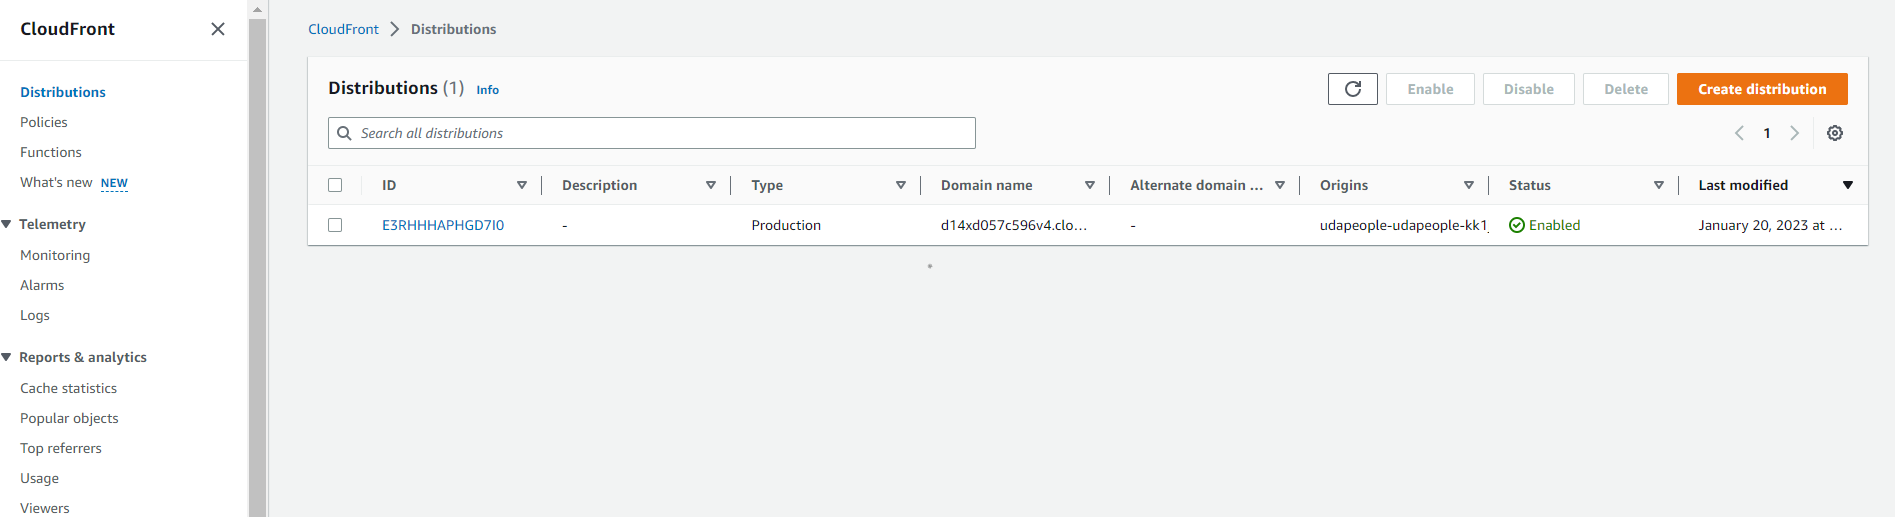 CloudFront
Distributions
Policies
Functions
What's new NEW
Telemetry
Monitoring
Alarms
Logs
Reports & analytics
Cache statistics
Popular objects
Top referrers
Usage
Viewers
CloudFront > Distributions
Distributions (1) Info
Enable Disable Delete Create distribution
Search all distributions
1
ID Description Type Domain name Alternate domain ... Origins Status Last modified
E3RHHHAPHGD7I0 - Production d14xd057c596v4.clo... - udapeople-udapeople-kk1 Enabled January 20, 2023 at ...